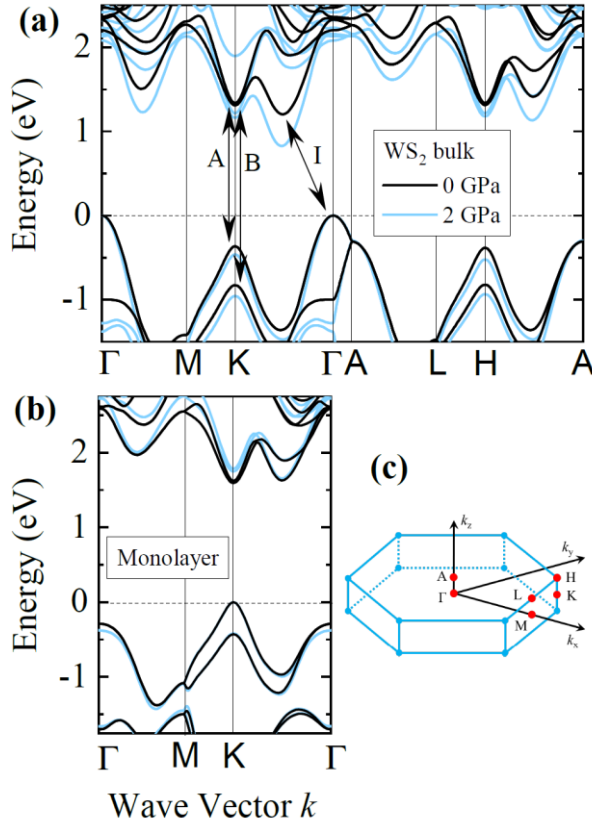 (a)
Energy (eV)
2
1
0
-1
A
B
I
WS₂ bulk
0 GPa
2 GPa
Γ M K Γ A L H A
(b)
Energy (eV)
2
1
0
-1
Monolayer
Γ M K Γ
Wave Vector k
(c)
kz
ky
A
H
Γ
L
K
M
kx